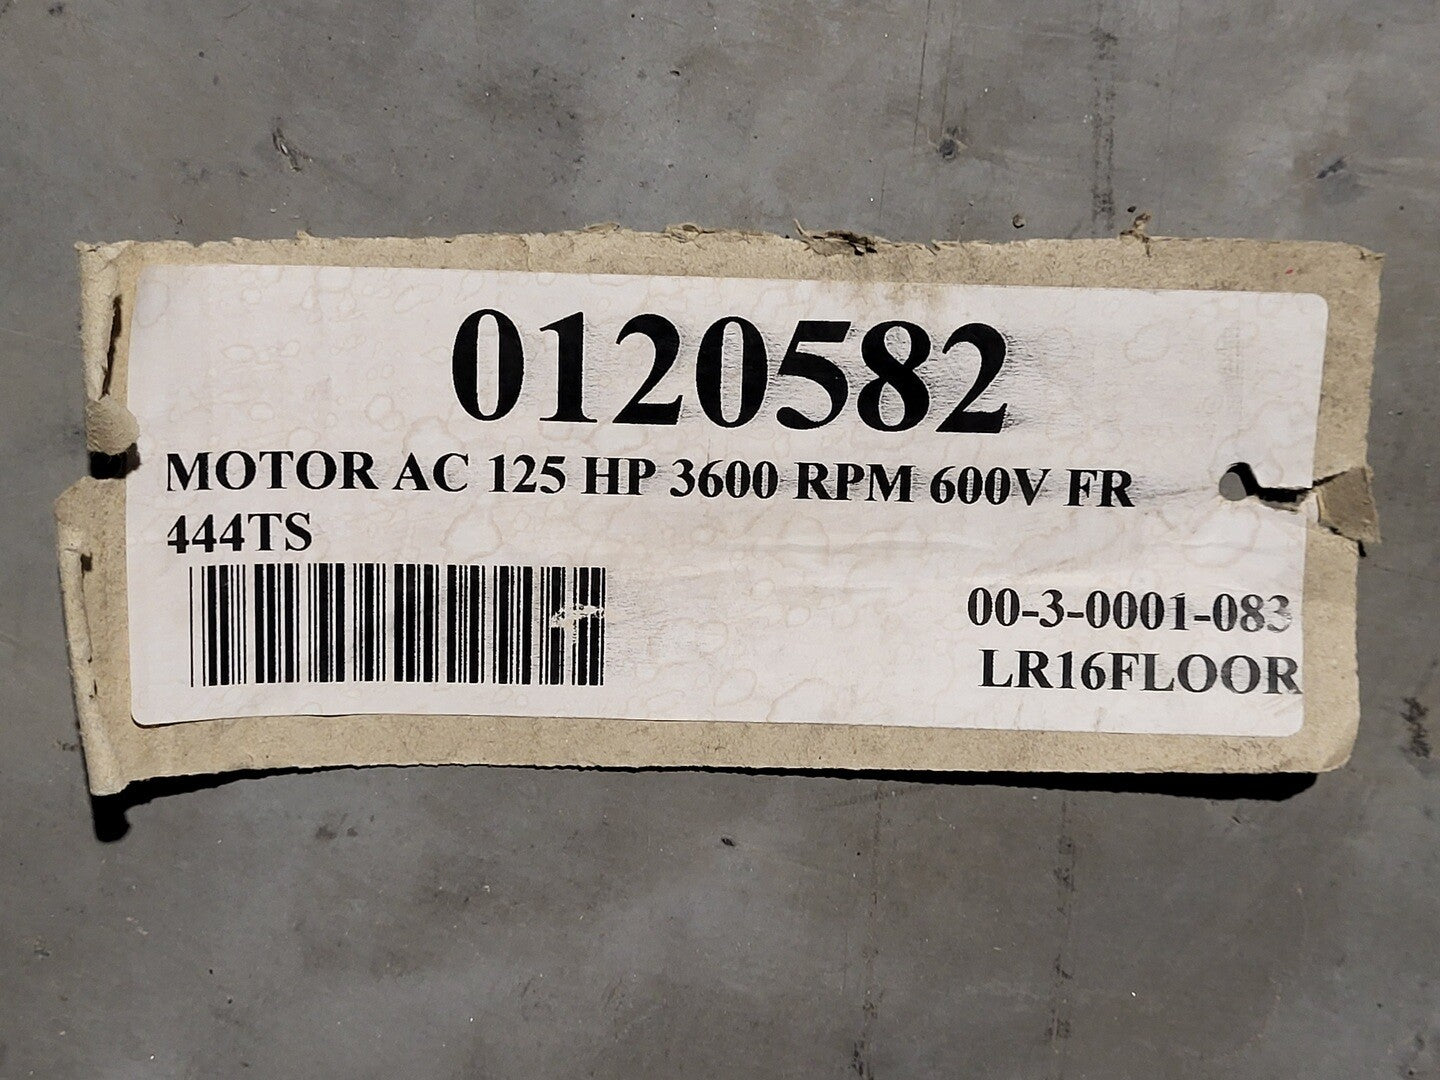 0120582
MOTOR AC 125 HP 3600 RPM 600V FR
444TS
00-3-0001-083
LR16FLOOR